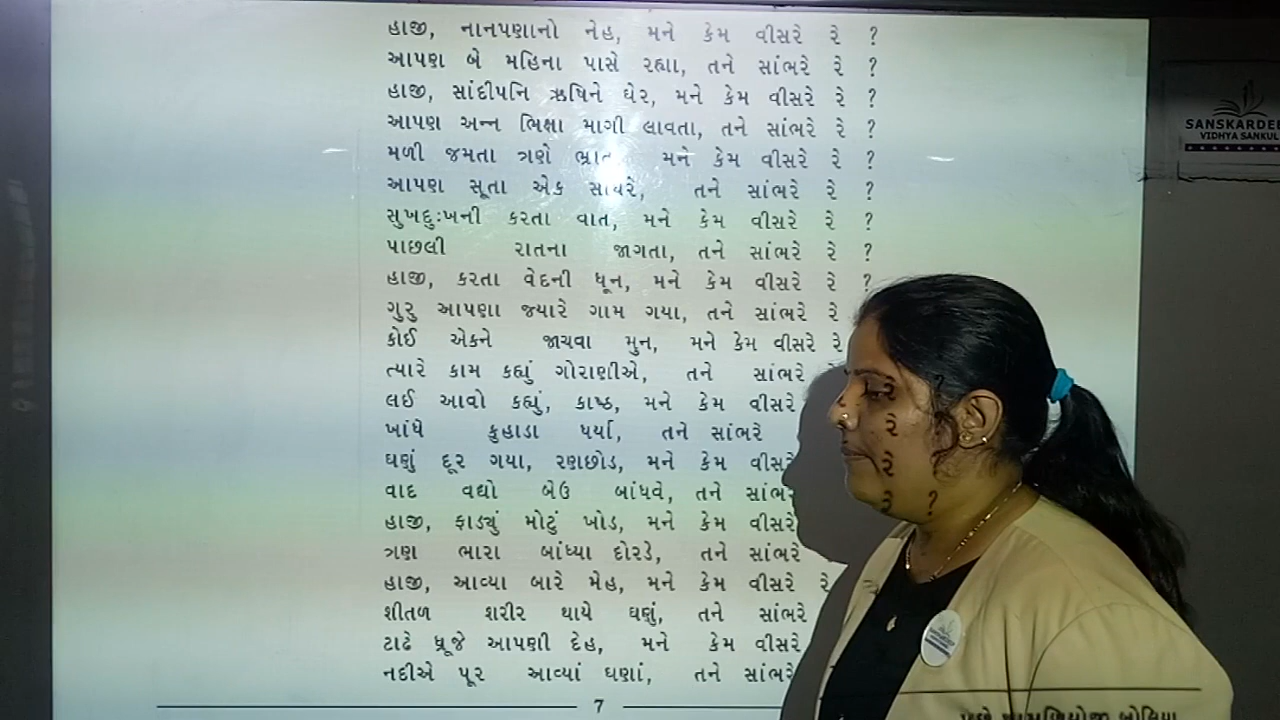 હાજી, નાનપણાનો નેહ, મને કેમ વીસરે રે ?
આપણ બે મહિના પાસે રહ્યા, તને સાંભરે રે ?
હાજી, સાંદીપનિ ઋષિને ઘેર, મને કેમ વીસરે રે ?
આપણ અન્ન ભિક્ષા માગી લાવતા, તને સાંભરે રે ?
મળી જમતા ત્રણે ભ્રાત મને કેમ વીસરે રે ?
આપણ સૂતા એક સાથરે, તને સાંભરે રે ?
સુખદુઃખની કરતા વાત, મને કેમ વીસરે રે ?
પાછલી રાતના જાગતા, તને સાંભરે રે ?
હાજી, કરતા વેદની ધૂન, મને કેમ વીસરે રે ?
ગુરુ આપણા જ્યારે ગામ ગયા, તને સાંભરે રે
કોઈ એકને જાચવા મુન, મને કેમ વીસરે રે
ત્યારે કામ કહ્યું ગોરાણીએ, તને સાંભરે રે ?
લઈ આવો કહ્યું, કાષ્ઠ, મને કેમ વીસરે રે
ખાંધે કુહાડા ધર્યા, તને સાંભરે રે
ઘણું દૂર ગયા, રણછોડ, મને કેમ વીસરે રે ?
વાદ વદ્યો બેઉ બાંધવે, તને સાંભરે
હાજી, ફાડ્યું મોટું ખોડ, મને કેમ વીસરે
ત્રણ ભારા બાંધ્યા દોરડે, તને સાંભરે
હાજી, આવ્યા બારે મેહ, મને કેમ વીસરે રે
શીતળ શરીર થાયે ઘણું, તને સાંભરે
ટાઢે ધ્રૂજે આપણી દેહ, મને કેમ વીસરે
નદીએ પૂર આવ્યાં ઘણાં, તને સાંભરે
7
SANSKARDEE
VIDHYA SANKUL